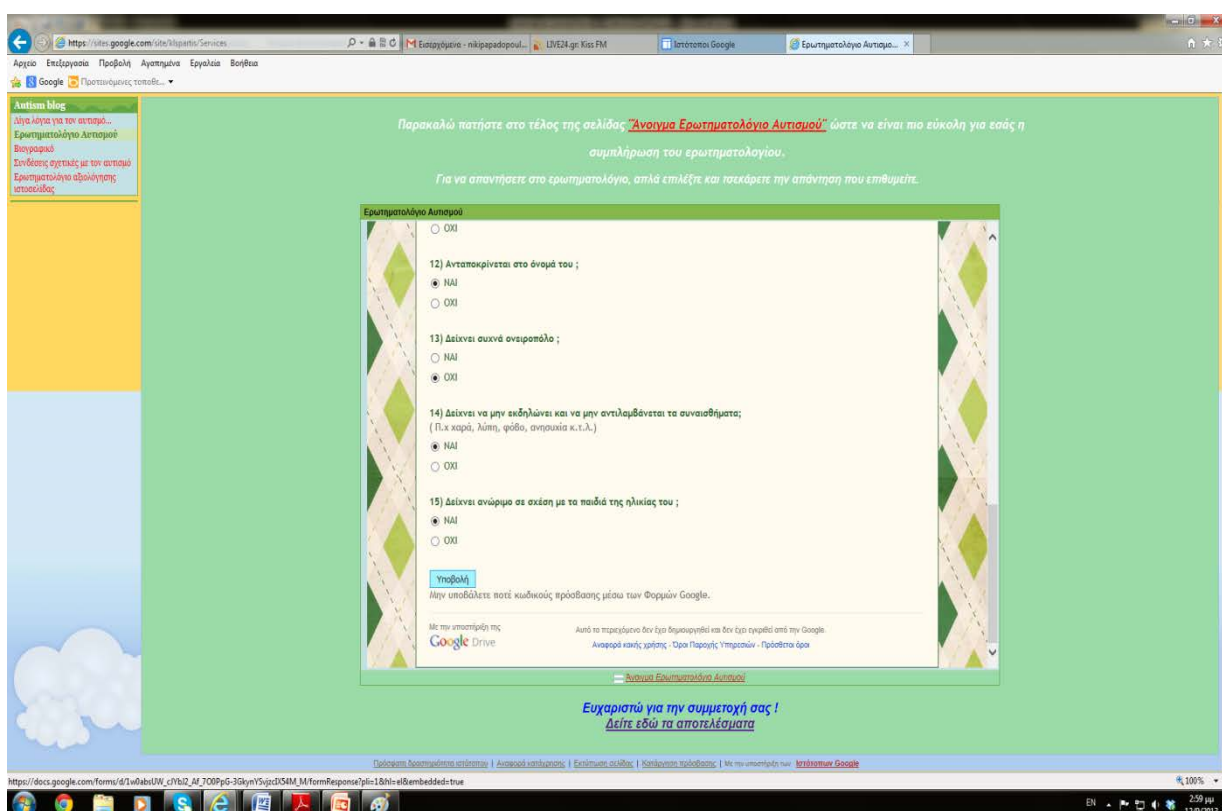 https://sites.google.com/site/klspartis/Services
Εισερχόμενα - nikipapadopoul...
LIVE24.gr: Kiss FM
Ιστότοποι Google
Ερωτηματολόγιο Αυτισμο...
Αρχείο Επεξεργασία Προβολή Αγαπημένα Εργαλεία Βοήθεια
Google Προτεινόμενες τοποθε...
Autism blog
Λίγα λόγια για τον αυτισμό...
Ερωτηματολόγιο Αυτισμού
Βιογραφικό
Συνδέσεις σχετικές με τον αυτισμό
Ερωτηματολόγιο αξιολόγησης
ιστοσελίδας
Παρακαλώ πατήστε στο τέλος της σελίδας "Άνοιγμα Ερωτηματολόγιο Αυτισμού" ώστε να είναι πιο εύκολη για εσάς η
συμπλήρωση του ερωτηματολογίου.
Για να απαντήσετε στο ερωτηματολόγιο, απλά επιλέξτε και τσεκάρετε την απάντηση που επιθυμείτε.
Ερωτηματολόγιο Αυτισμού
ΟΧΙ
12) Ανταποκρίνεται στο όνομά του ;
ΝΑΙ
ΟΧΙ
13) Δείχνει συχνά ονειροπόλο ;
ΝΑΙ
ΟΧΙ
14) Δείχνει να μην εκδηλώνει και να μην αντιλαμβάνεται τα συναισθήματα;
( Π.χ χαρά, λύπη, φόβο, ανησυχία κ.τ.λ.)
ΝΑΙ
ΟΧΙ
15) Δείχνει ανώριμο σε σχέση με τα παιδιά της ηλικίας του ;
ΝΑΙ
ΟΧΙ
Υποβολή
Μην υποβάλετε ποτέ κωδικούς πρόσβασης μέσω των Φορμών Google.
Με την υποστήριξη της
Google Drive
Αυτό το περιεχόμενο δεν έχει δημιουργηθεί και δεν έχει εγκριθεί από την Google.
Αναφορά κακής χρήσης - Όροι Παροχής Υπηρεσιών - Πρόσθετοι όροι
Άνοιγμα Ερωτηματολόγιο Αυτισμού
Ευχαριστώ για την συμμετοχή σας !
Δείτε εδώ τα αποτελέσματα
Πρόσφατη δραστηριότητα ιστότοπου | Αναφορά κατάχρησης | Εκτύπωση σελίδας | Κατάργηση πρόσβασης | Με την υποστήριξη των Ιστότοπων Google
100%
EN
2:59 μμ